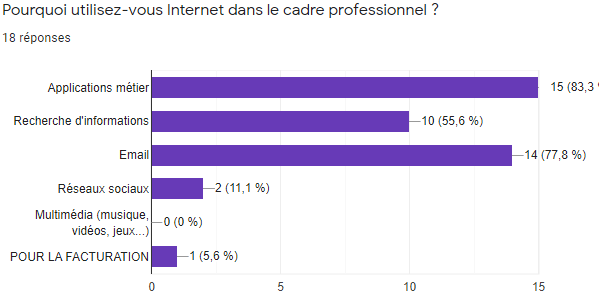 Pourquoi utilisez-vous Internet dans le cadre professionnel ?
18 réponses
Applications métier
15 (83,3
Recherche d'informations
10 (55,6 %)
Email
14 (77,8 %)
Réseaux sociaux
2 (11,1 %)
Multimédia (musique,
vidéos, jeux...)
0 (0 %)
POUR LA FACTURATION
1 (5,6 %)
0 5 10 15